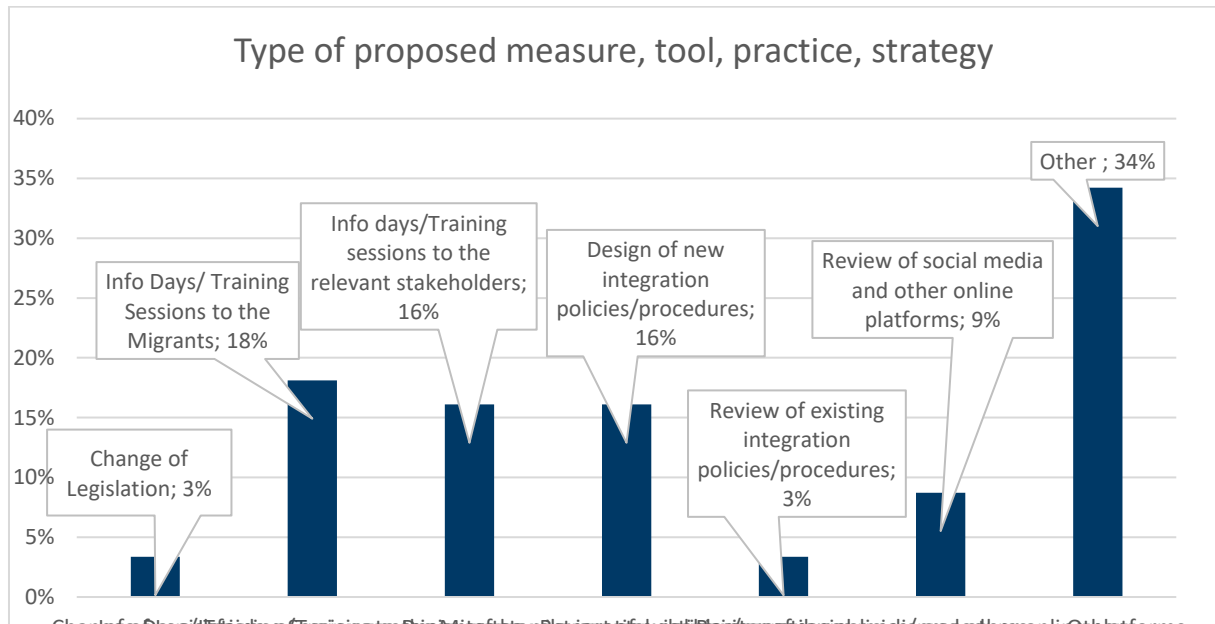 Type of proposed measure, tool, practice, strategy
40%
35%
30%
25%
20%
15%
10%
5%
0%
Change of
Legislation; 3%
Info Days/ Training
Sessions to the
Migrants; 18%
Info days/Training
sessions to the
relevant stakeholders;
16%
Design of new
integration
policies/procedures;
16%
Review of existing
integration
policies/procedures;
3%
Review of social media
and other online
platforms; 9%
Other ; 34%